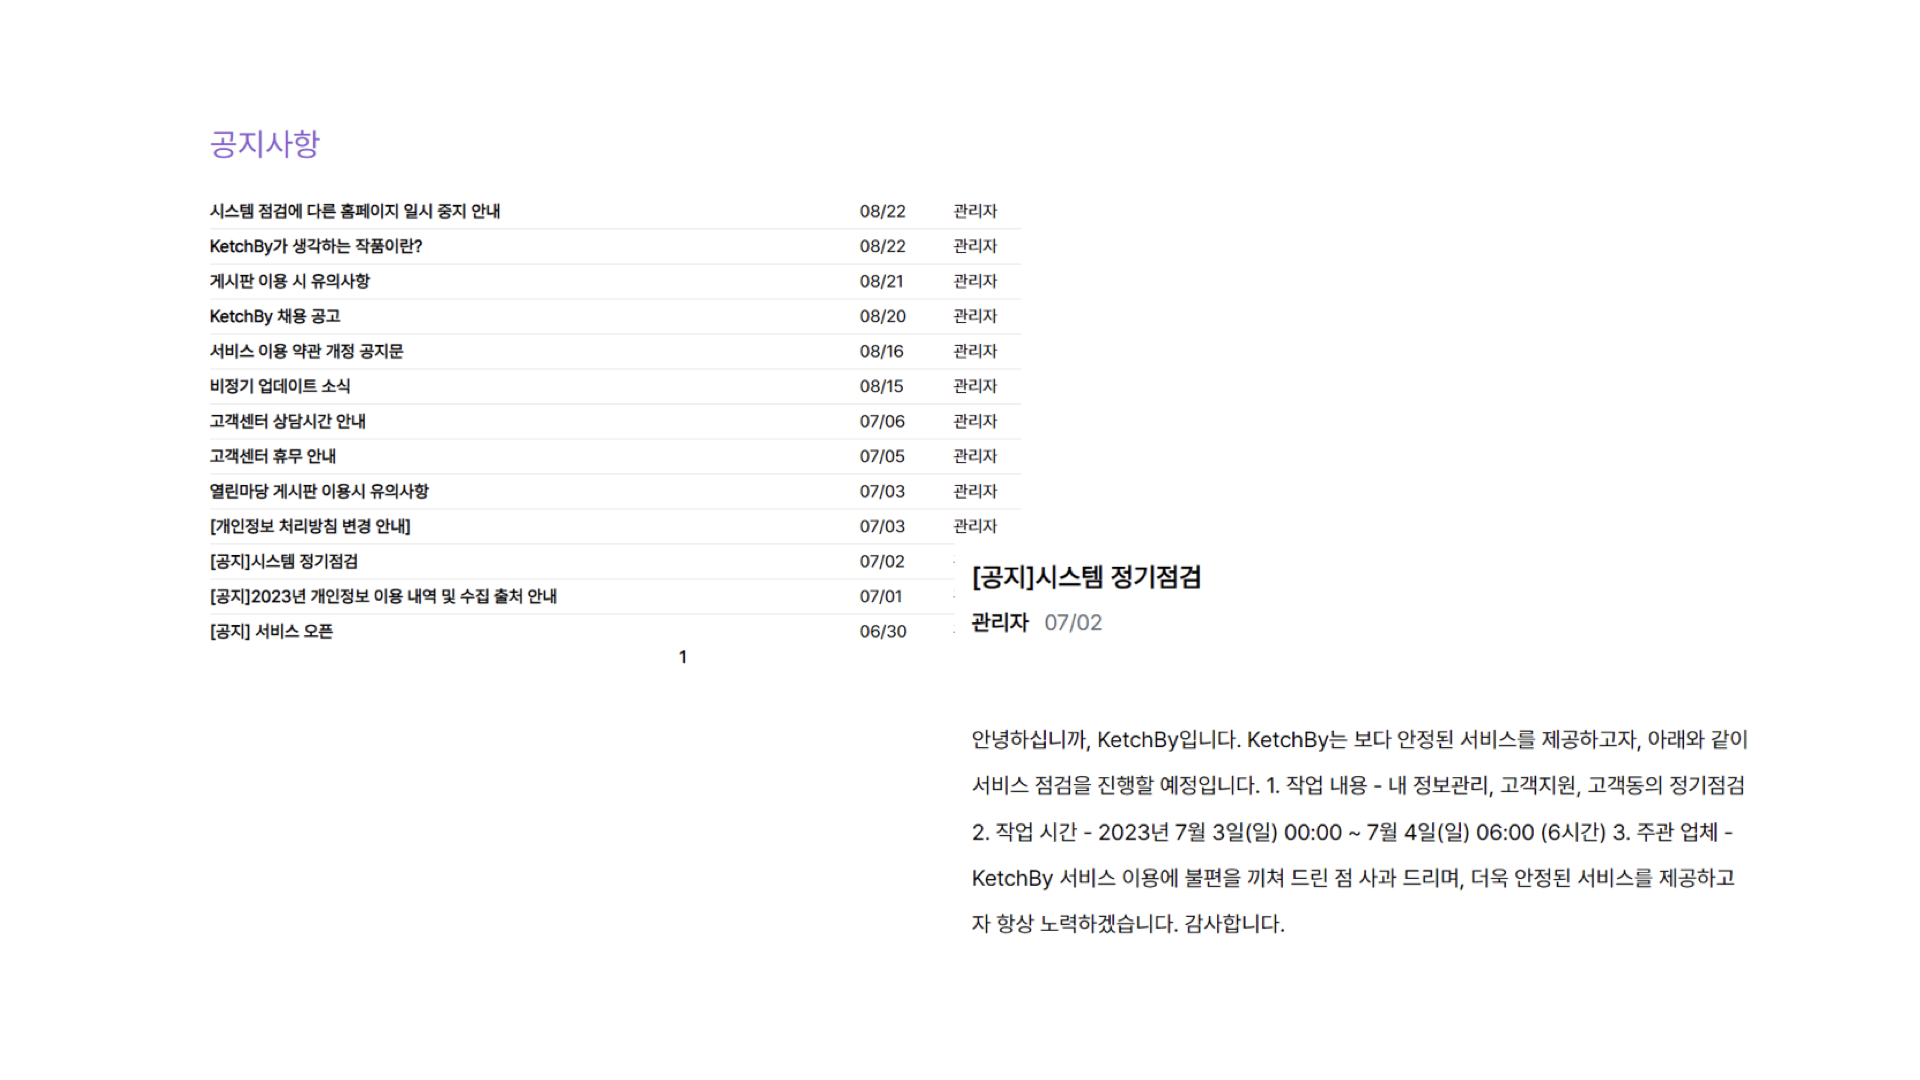 공지사항
시스템 점검에 다른 홈페이지 일시 중지 안내 08/22 관리자
KetchBy가 생각하는 작품이란? 08/22 관리자
게시판 이용 시 유의사항 08/21 관리자
KetchBy 채용 공고 08/20 관리자
서비스 이용 약관 개정 공지문 08/16 관리자
비정기 업데이트 소식 08/15 관리자
고객센터 상담시간 안내 07/06 관리자
고객센터 휴무 안내 07/05 관리자
열린마당 게시판 이용시 유의사항 07/03 관리자
[개인정보 처리방침 변경 안내] 07/03 관리자
[공지]시스템 정기점검 07/02
[공지]2023년 개인정보 이용 내역 및 수집 출처 안내 07/01
[공지] 서비스 오픈 06/30
1
[공지]시스템 정기점검
관리자 07/02
안녕하십니까, KetchBy입니다. KetchBy는 보다 안정된 서비스를 제공하고자, 아래와 같이
서비스 점검을 진행할 예정입니다. 1. 작업 내용 - 내 정보관리, 고객지원, 고객동의 정기점검
2. 작업 시간 - 2023년 7월 3일(일) 00:00 ~ 7월 4일(일) 06:00 (6시간) 3. 주관 업체 -
KetchBy 서비스 이용에 불편을 끼쳐 드린 점 사과 드리며, 더욱 안정된 서비스를 제공하고
자 항상 노력하겠습니다. 감사합니다.